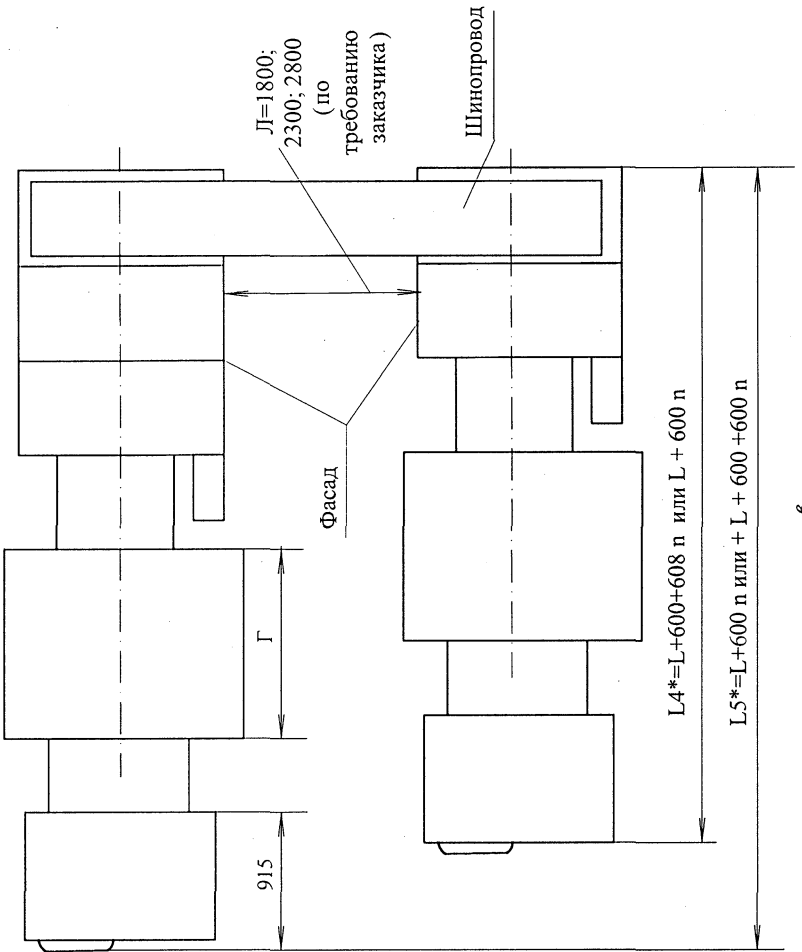 Л=1800;
2300; 2800
(по
требованию
заказчика)
Шинопровод
Фасад
Г
915
L4*=L+600+608 n или L + 600 n
L5*=L+600 n или + L + 600 +600 n
в